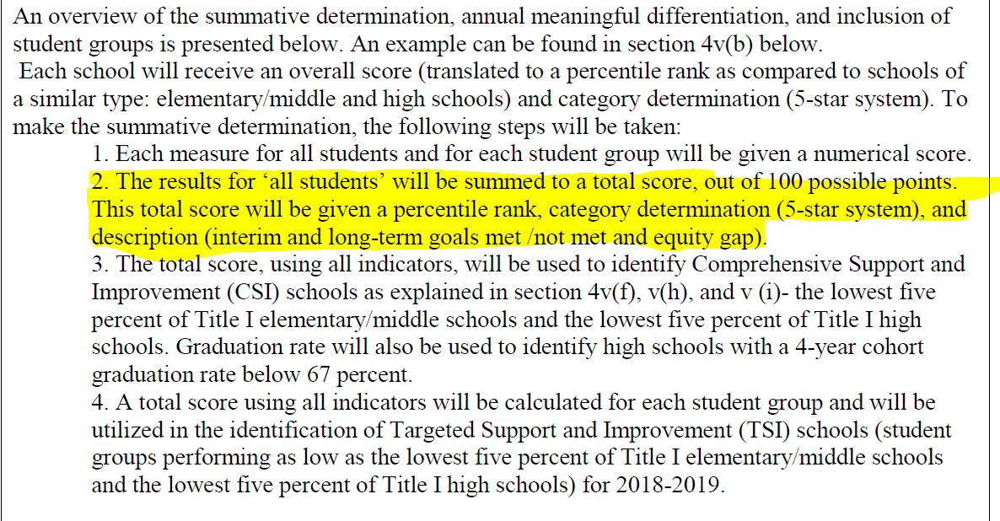 An overview of the summative determination, annual meaningful differentiation, and inclusion of
student groups is presented below. An example can be found in section 4v(b) below.
Each school will receive an overall score (translated to a percentile rank as compared to schools of
a similar type: elementary/middle and high schools) and category determination (5-star system). To
make the summative determination, the following steps will be taken:
1. Each measure for all students and for each student group will be given a numerical score.
2. The results for ‘all students’ will be summed to a total score, out of 100 possible points.
This total score will be given a percentile rank, category determination (5-star system), and
description (interim and long-term goals met /not met and equity gap).
3. The total score, using all indicators, will be used to identify Comprehensive Support and
Improvement (CSI) schools as explained in section 4v(f), v(h), and v (i)- the lowest five
percent of Title I elementary/middle schools and the lowest five percent of Title I high
schools. Graduation rate will also be used to identify high schools with a 4-year cohort
graduation rate below 67 percent.
4. A total score using all indicators will be calculated for each student group and will be
utilized in the identification of Targeted Support and Improvement (TSI) schools (student
groups performing as low as the lowest five percent of Title I elementary/middle schools
and the lowest five percent of Title I high schools) for 2018-2019.